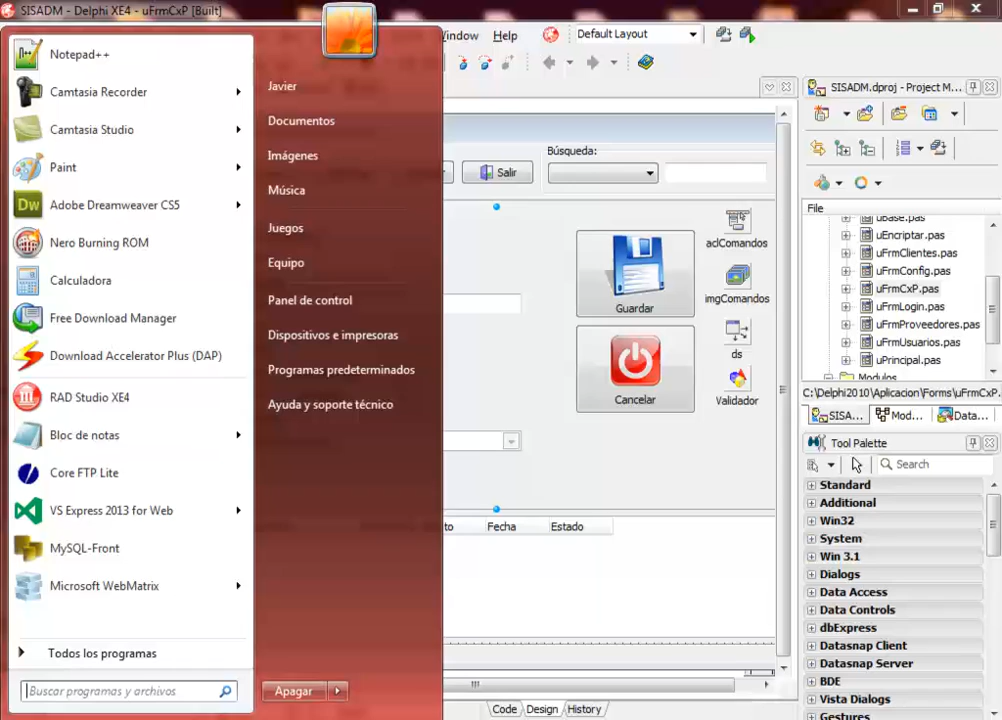 SISADM - Delphi XE4 - uFrmCxP [Built]
Window Help
Default Layout
Notepad++
Camtasia Recorder
Camtasia Studio
Paint
Adobe Dreamweaver CS5
Nero Burning ROM
Calculadora
Free Download Manager
Download Accelerator Plus (DAP)
RAD Studio XE4
Bloc de notas
Core FTP Lite
VS Express 2013 for Web
MySQL-Front
Microsoft WebMatrix
Todos los programas
Buscar programas y archivos
Javier
Documentos
Imágenes
Música
Juegos
Equipo
Panel de control
Dispositivos e impresoras
Programas predeterminados
Ayuda y soporte técnico
Apagar
Salir
Búsqueda:
Guardar
Cancelar
aclComandos
imgComandos
ds
Validador
to Fecha Estado
Code Design History
SISADM.dproj - Project M...
File
uBase.pas
uEncriptar.pas
uFrmClientes.pas
uFrmConfig.pas
uFrmCxP.pas
uFrmLogin.pas
uFrmProveedores.pas
uFrmUsuarios.pas
uPrincipal.pas
Modulos
C:\Delphi2010\Aplicacion\Forms\uFrmCxP.
SISA... Mod... Data...
Tool Palette
Search
Standard
Additional
Win32
System
Win 3.1
Dialogs
Data Access
Data Controls
dbExpress
Datasnap Client
Datasnap Server
BDE
Vista Dialogs
Gestures